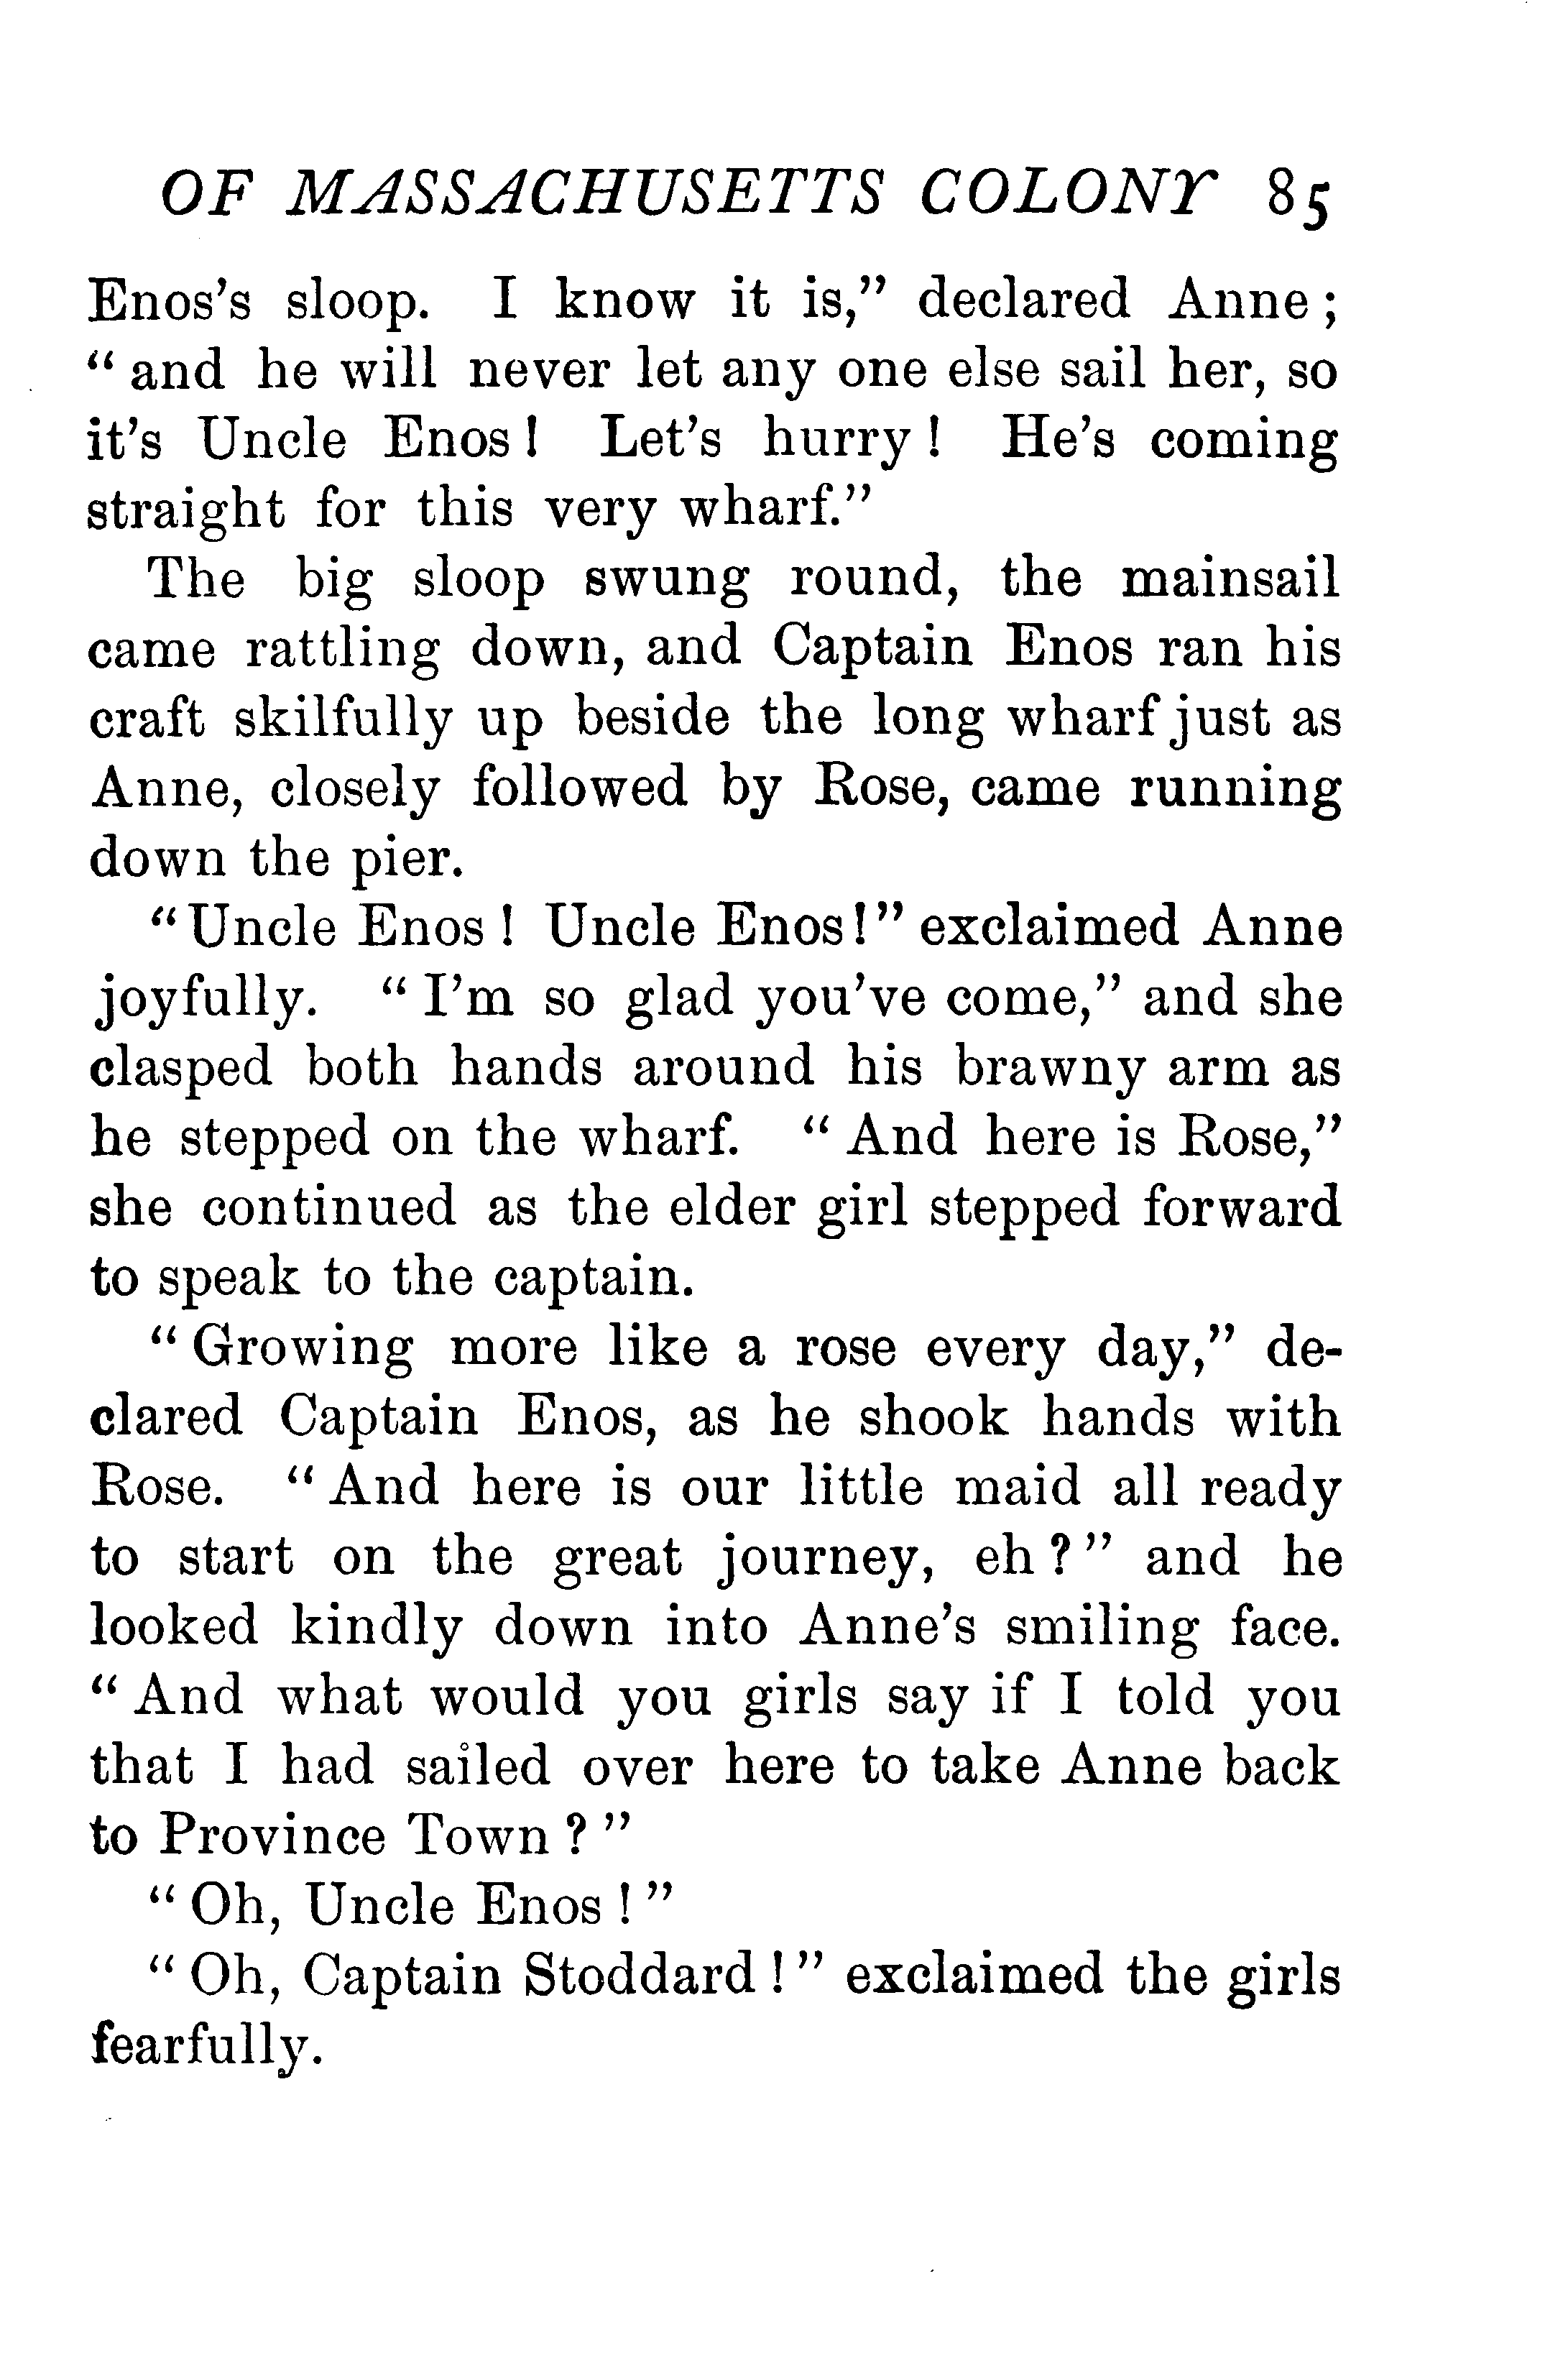 OF MASSACHUSETTS COLONY 85
Enos's sloop. I know it is," declared Anne;
"and he will never let any one else sail her, so
it's Uncle Enos! Let's hurry! He's coming
straight for this very wharf."
The big sloop swung round, the mainsail
came rattling down, and Captain Enos ran his
craft skilfully up beside the long wharf just as
Anne, closely followed by Rose, came running
down the pier.
"Uncle Enos! Uncle Enos!" exclaimed Anne
joyfully. "I'm so glad you've come," and she
clasped both hands around his brawny arm as
he stepped on the wharf. "And here is Rose,"
she continued as the elder girl stepped forward
to speak to the captain.
"Growing more like a rose every day," de-
clared Captain Enos, as he shook hands with
Rose. "And here is our little maid all ready
to start on the great journey, eh?" and he
looked kindly down into Anne's smiling face.
"And what would you girls say if I told you
that I had sailed over here to take Anne back
to Province Town?"
"Oh, Uncle Enos!"
"Oh, Captain Stoddard!" exclaimed the girls
fearfully.